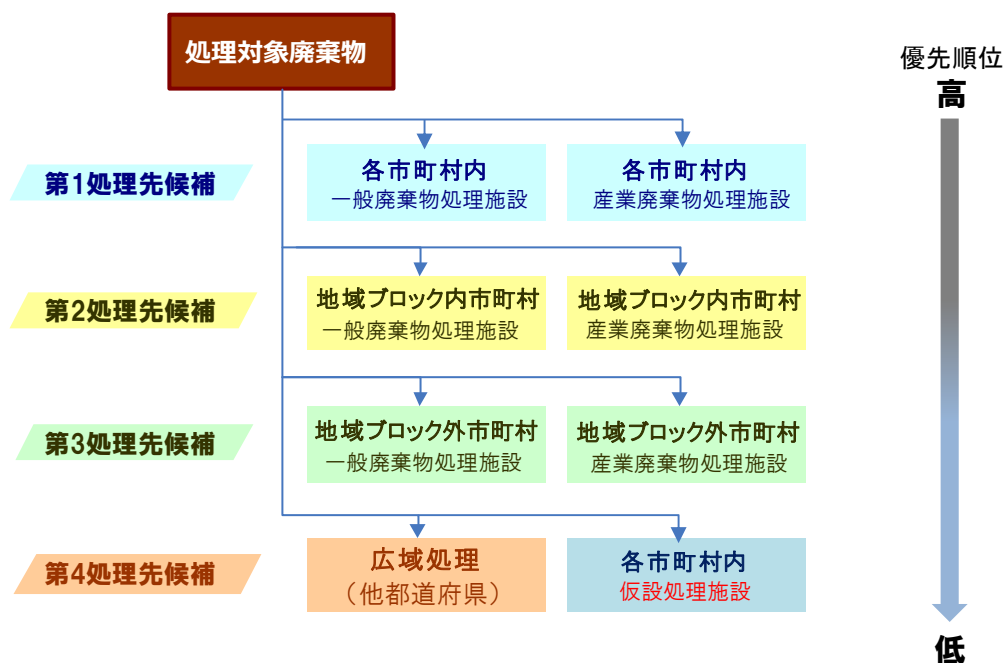 処理対象廃棄物
優先順位
高
第1処理先候補
各市町村内
一般廃棄物処理施設
各市町村内
産業廃棄物処理施設
第2処理先候補
地域ブロック内市町村
一般廃棄物処理施設
地域ブロック内市町村
産業廃棄物処理施設
第3処理先候補
地域ブロック外市町村
一般廃棄物処理施設
地域ブロック外市町村
産業廃棄物処理施設
第4処理先候補
広域処理
（他都道府県）
各市町村内
仮設処理施設
低